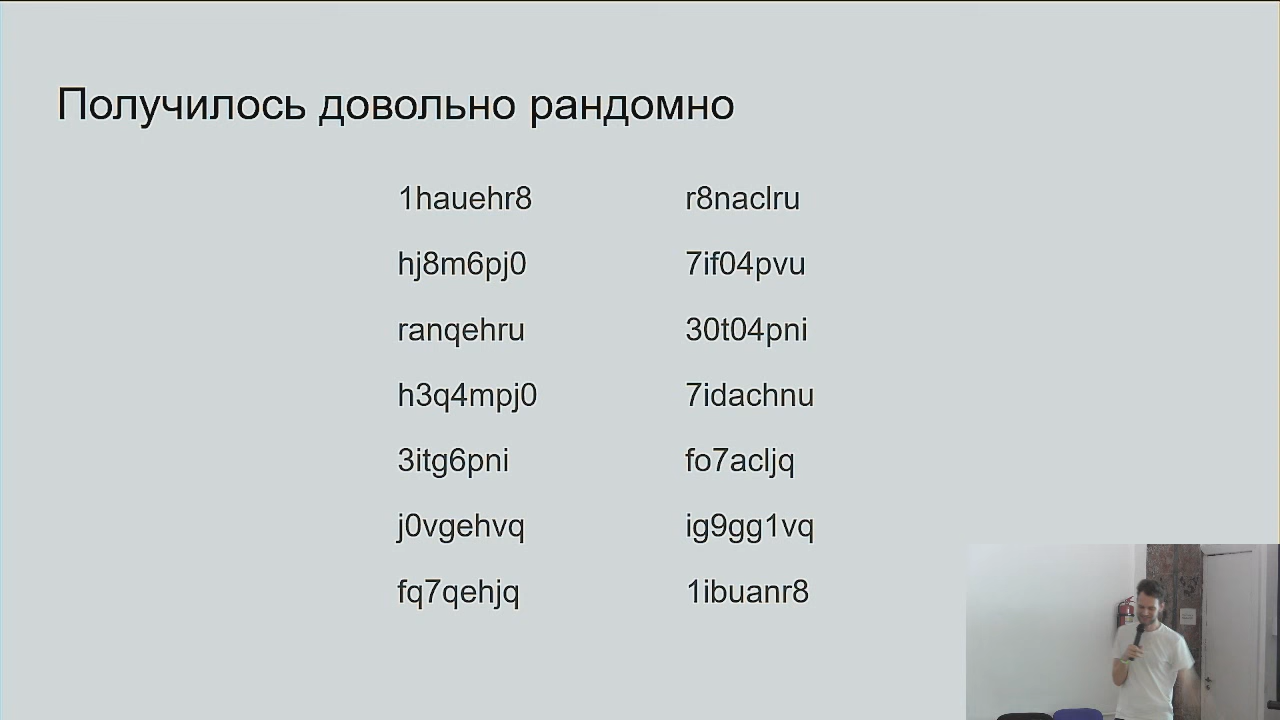 Получилось довольно рандомно
1hauehr8 r8naclru
hj8m6pj0 7if04pvu
ranqehru 30t04pni
h3q4mpj0 7idachnu
3itg6pni fo7acljq
j0vgehvq ig9gg1vq
fq7qehjq 1ibuanr8